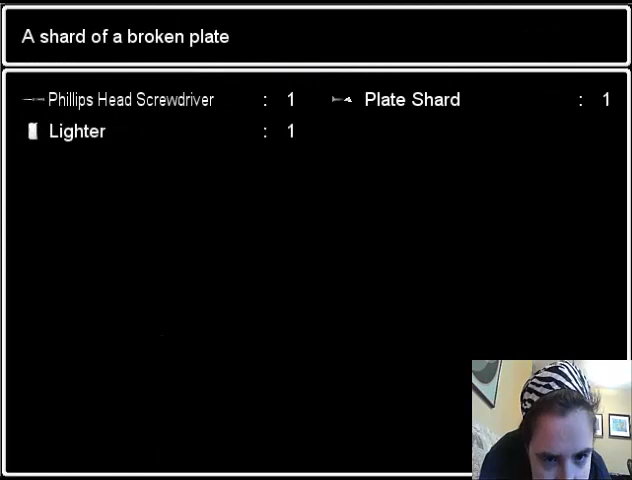 A shard of a broken plate
Phillips Head Screwdriver : 1 Plate Shard : 1
Lighter : 1